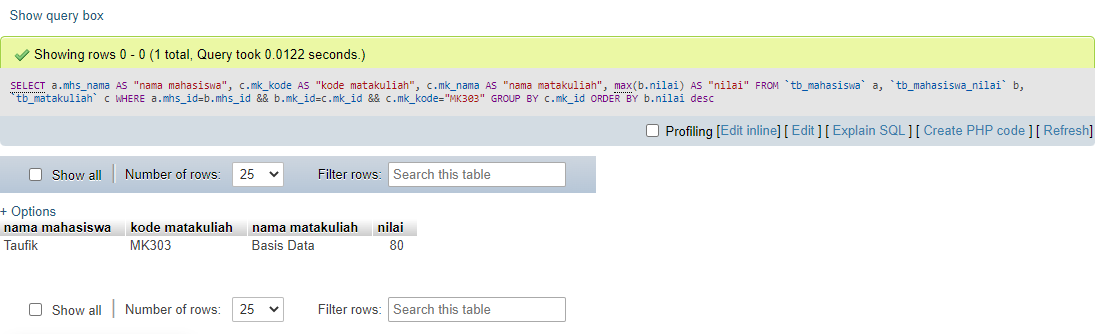 Show query box
Showing rows 0 - 0 (1 total, Query took 0.0122 seconds.)
SELECT a.mhs_nama AS "nama mahasiswa", c.mk_kode AS "kode matakuliah", c.mk_nama AS "nama matakuliah", max(b.nilai) AS "nilai" FROM `tb_mahasiswa` a, `tb_mahasiswa_nilai` b,
`tb_matakuliah` c WHERE a.mhs_id=b.mhs_id && b.mk_id=c.mk_id && c.mk_kode="MK303" GROUP BY c.mk_id ORDER BY b.nilai desc
Profiling [Edit inline] [ Edit ] [ Explain SQL ] [ Create PHP code ] [ Refresh]
Show all Number of rows: 25 Filter rows: Search this table
+ Options
nama mahasiswa kode matakuliah nama matakuliah nilai
Taufik MK303 Basis Data 80
Show all Number of rows: 25 Filter rows: Search this table